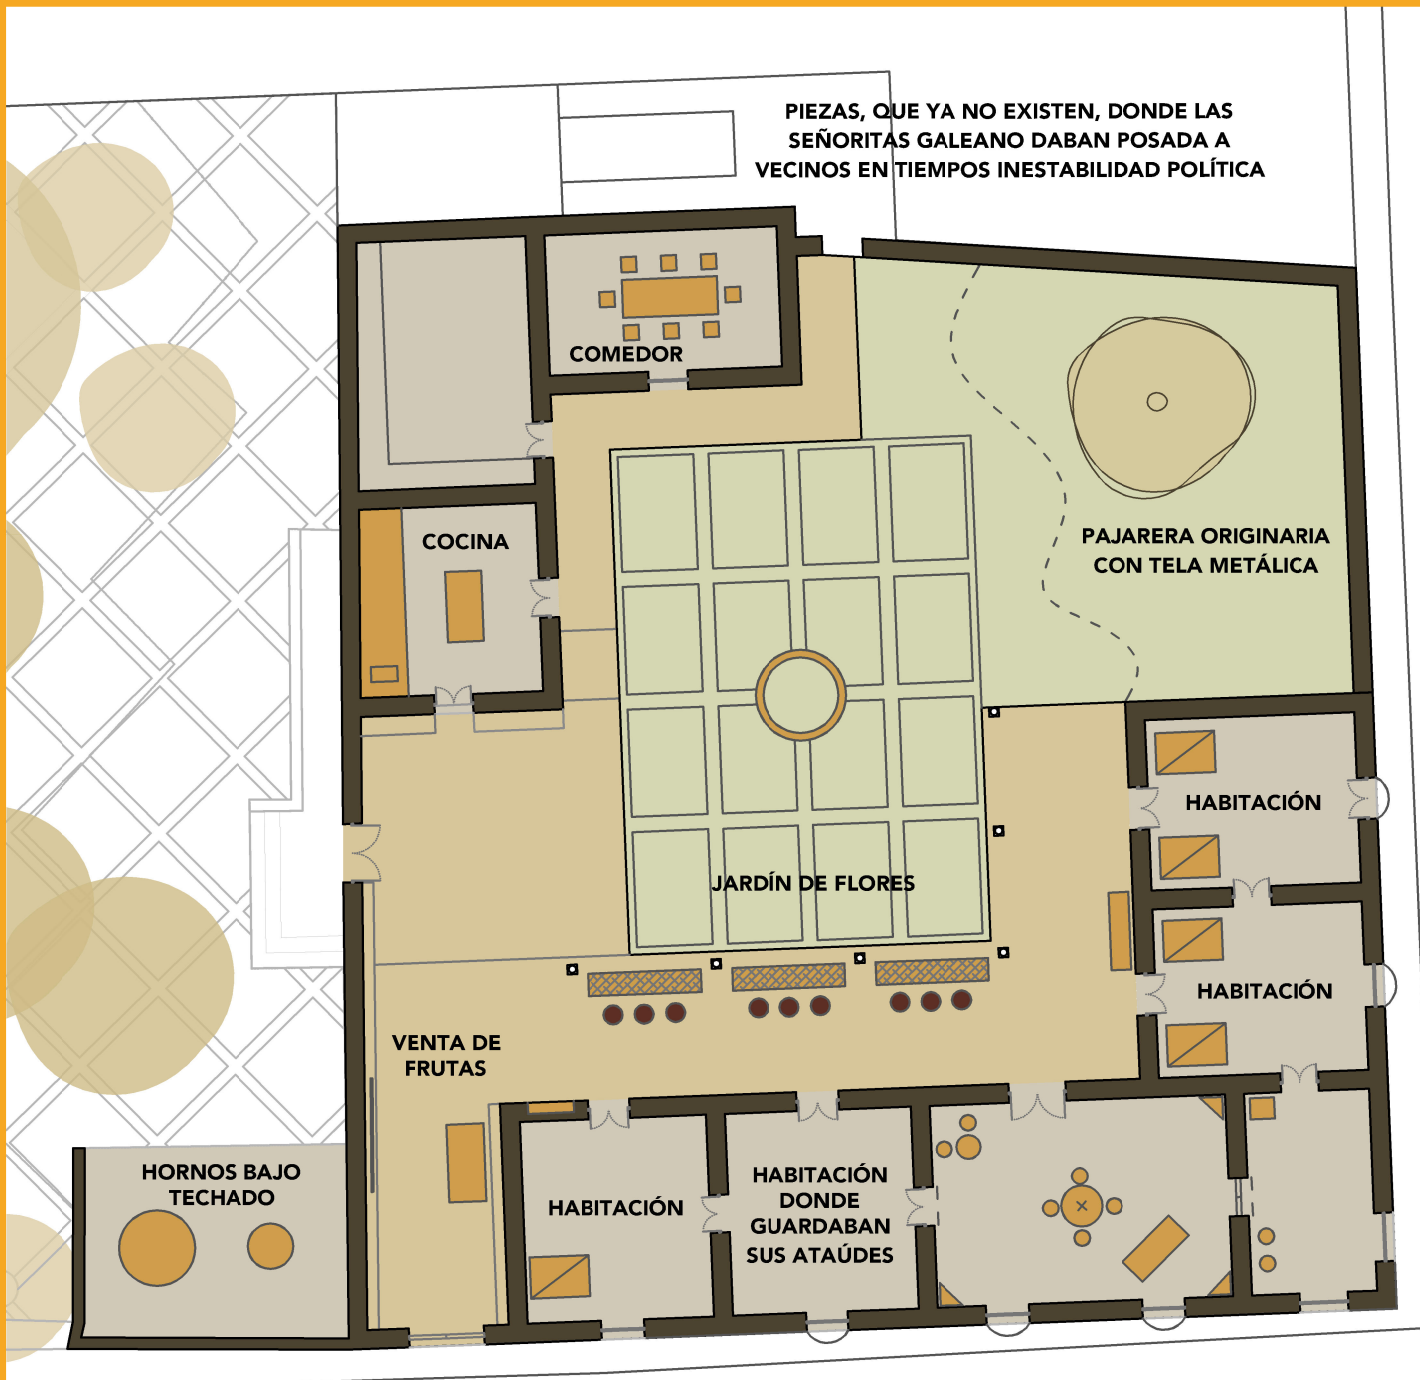 PIEZAS, QUE YA NO EXISTEN, DONDE LAS
SEÑORITAS GALEANO DABAN POSADA A
VECINOS EN TIEMPOS INESTABILIDAD POLÍTICA
COMEDOR
COCINA
PAJARERA ORIGINARIA
CON TELA METÁLICA
HABITACIÓN
JARDÍN DE FLORES
HABITACIÓN
VENTA DE
FRUTAS
HORNOS BAJO
TECHADO
HABITACIÓN
HABITACIÓN
DONDE
GUARDABAN
SUS ATAÚDES